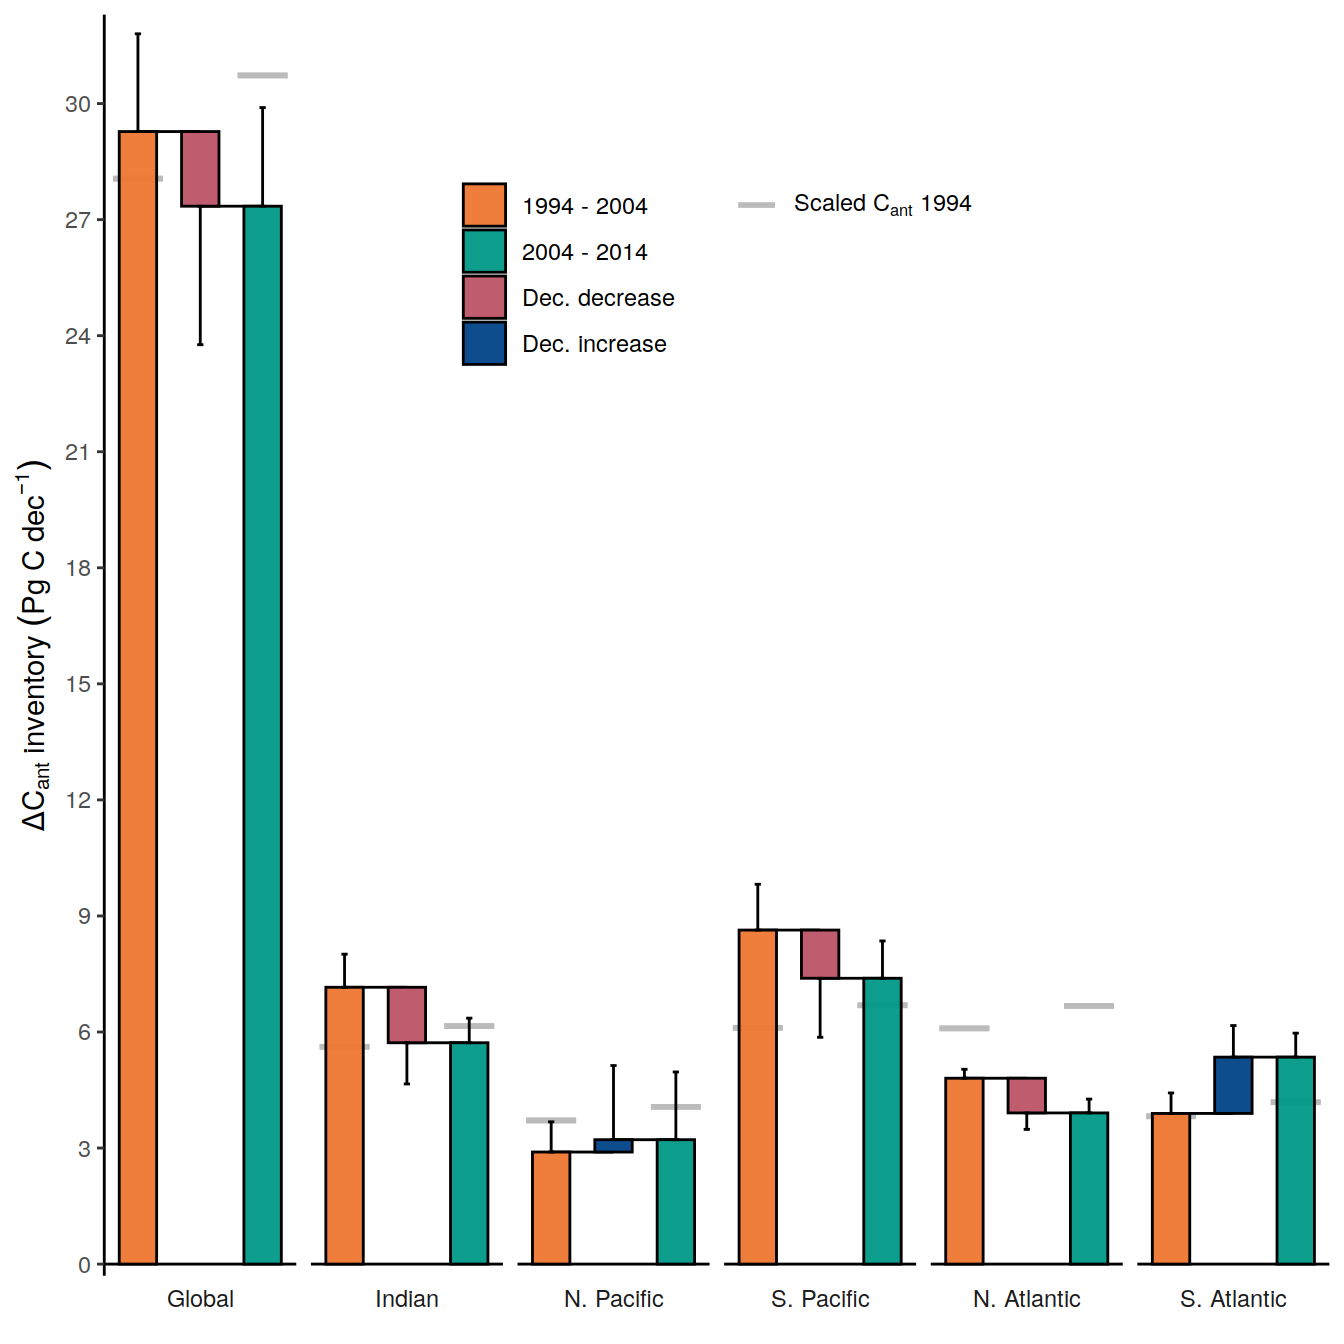 30
27
24
21
18
15
12
9
6
3
0
ΔCant inventory (Pg C dec⁻¹)
1994 - 2004
2004 - 2014
Dec. decrease
Dec. increase
Scaled Cant 1994
Global
Indian
N. Pacific
S. Pacific
N. Atlantic
S. Atlantic